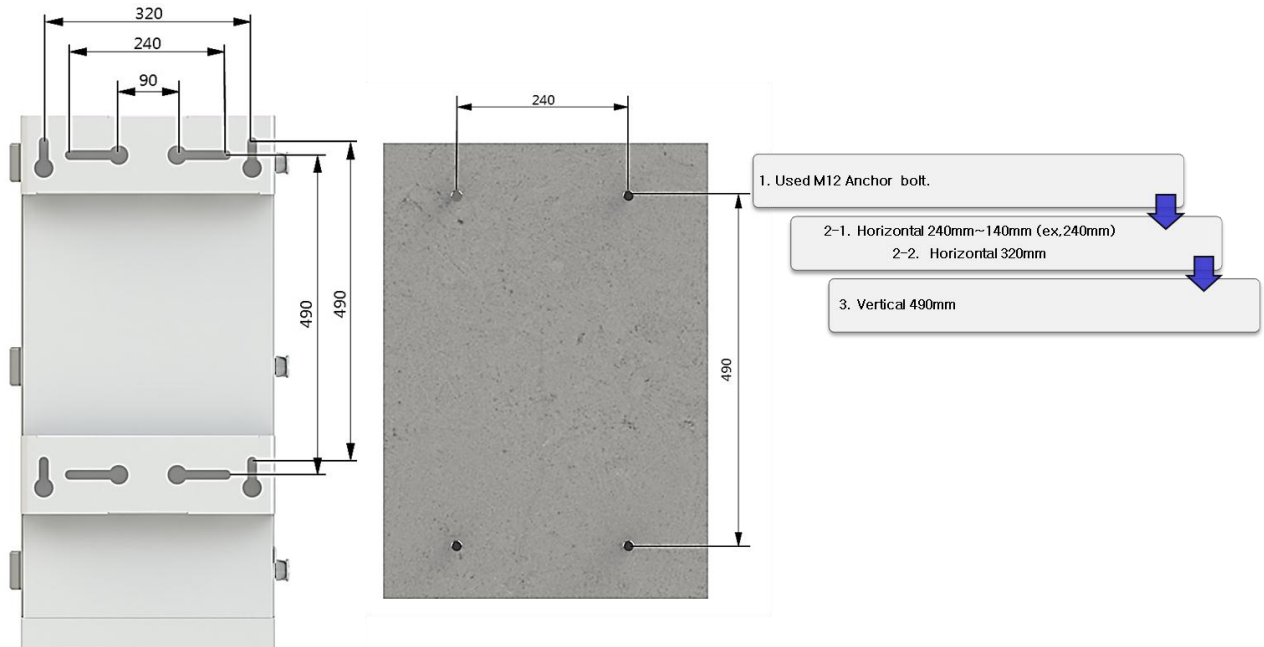 320
240
90
490
490
240
490
1. Used M12 Anchor bolt.
2-1. Horizontal 240mm~140mm (ex,240mm)
2-2. Horizontal 320mm
3. Vertical 490mm